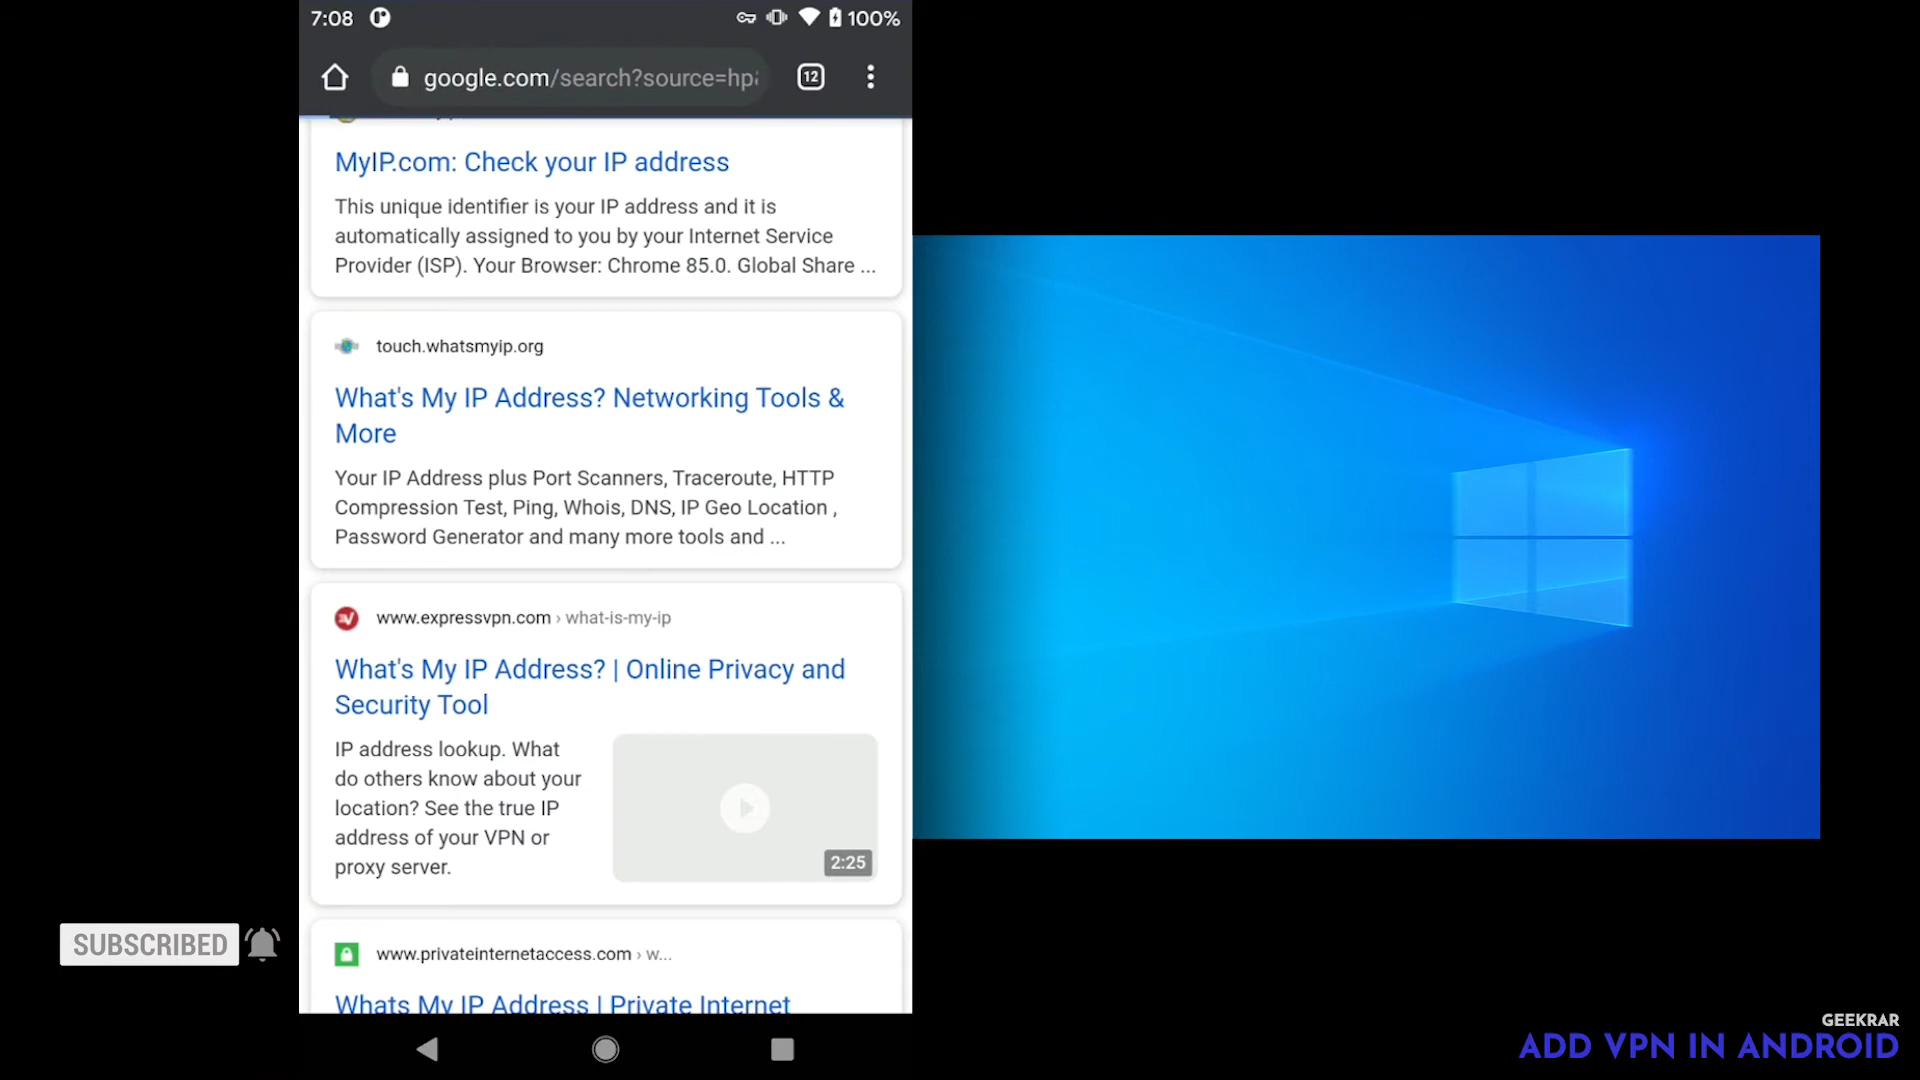 7:08
100%
google.com/search?source=hp
12
MyIP.com: Check your IP address
This unique identifier is your IP address and it is
automatically assigned to you by your Internet Service
Provider (ISP). Your Browser: Chrome 85.0. Global Share ...
touch.whatsmyip.org
What's My IP Address? Networking Tools &
More
Your IP Address plus Port Scanners, Traceroute, HTTP
Compression Test, Ping, Whois, DNS, IP Geo Location ,
Password Generator and many more tools and ...
www.expressvpn.com › what-is-my-ip
What's My IP Address? | Online Privacy and
Security Tool
IP address lookup. What
do others know about your
location? See the true IP
address of your VPN or
proxy server.
2:25
www.privateinternetaccess.com › w...
Whats My IP Address | Private Internet
SUBSCRIBED
GEEKRAR
ADD VPN IN ANDROID